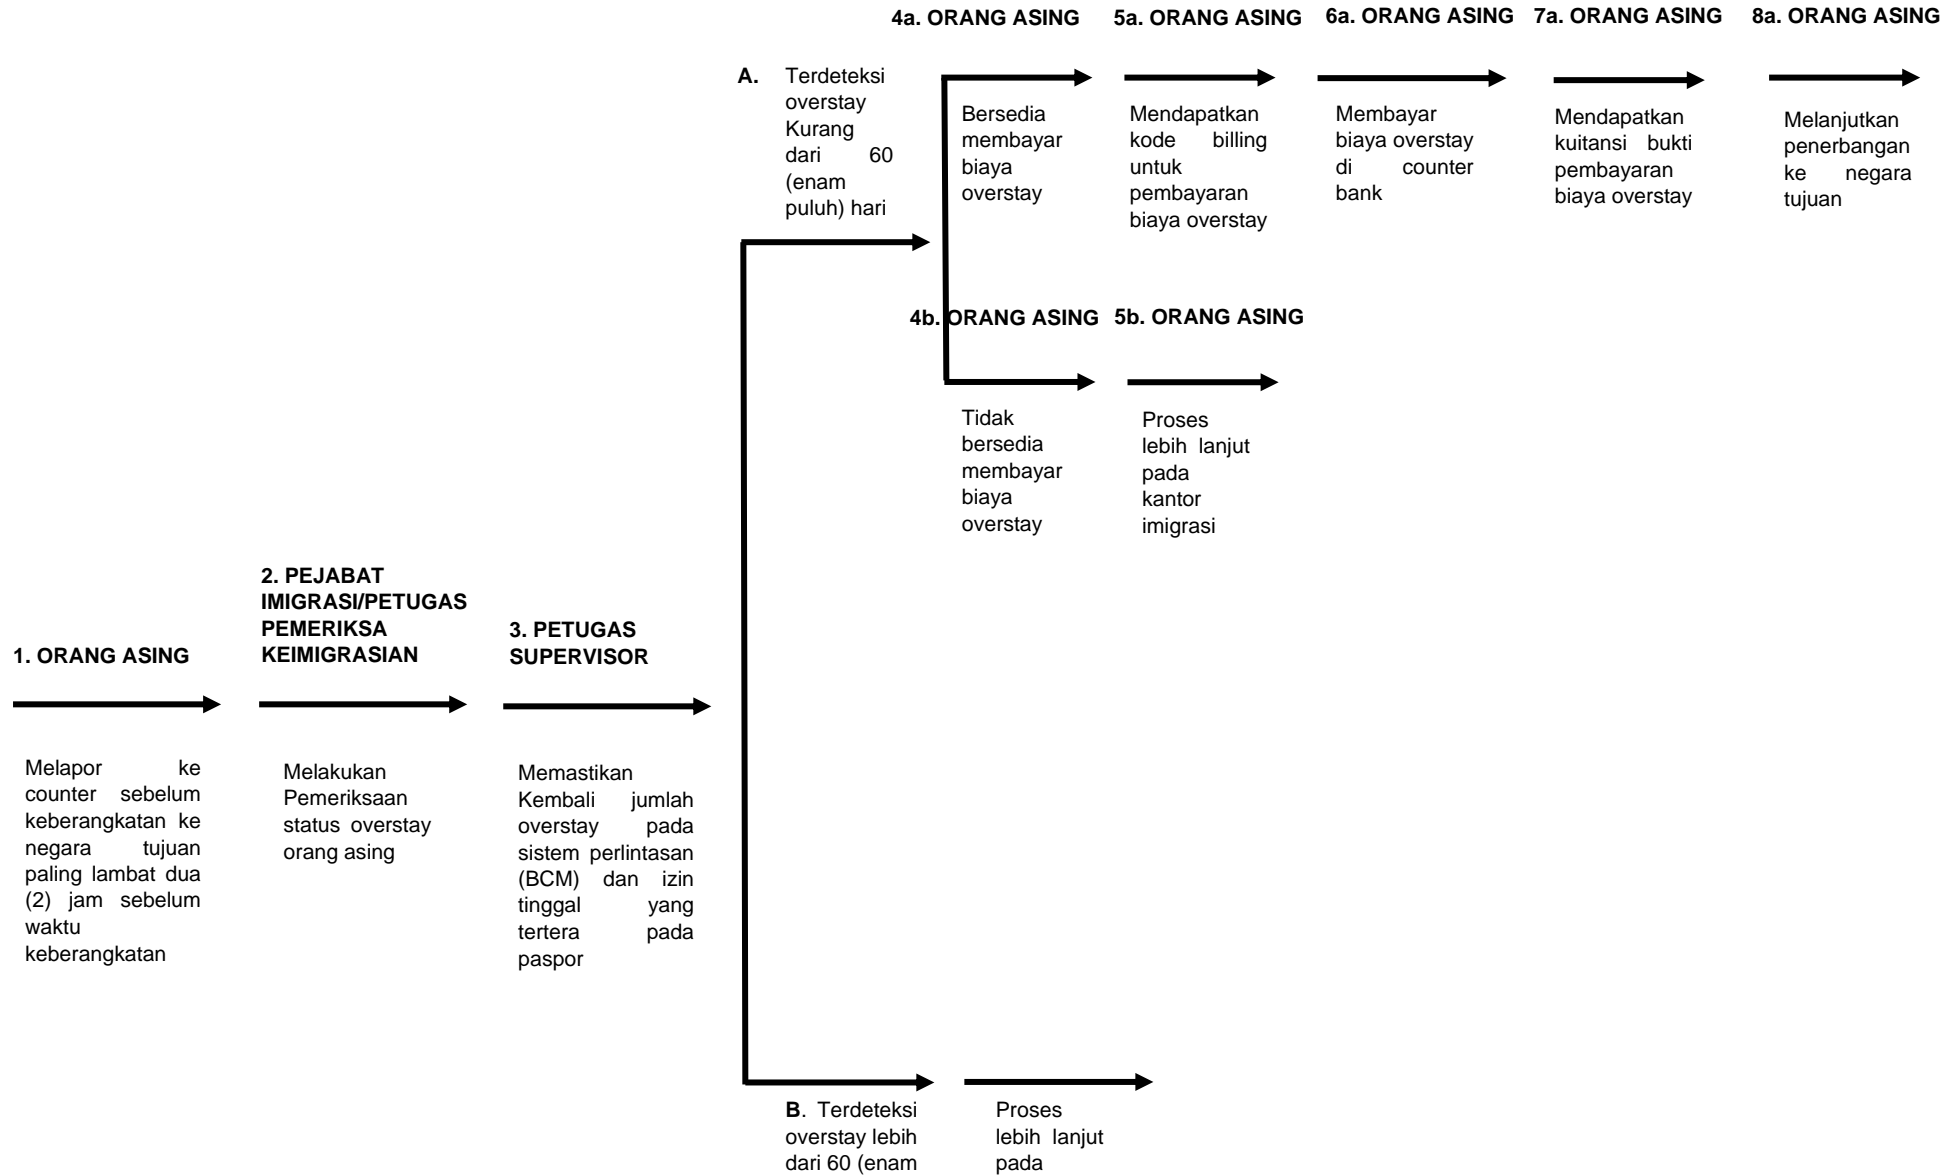 4a. ORANG ASING
5a. ORANG ASING
6a. ORANG ASING
7a. ORANG ASING
8a. ORANG ASING
A. Terdeteksi
overstay
Kurang
dari 60
(enam
puluh) hari
Bersedia
membayar
biaya
overstay
Mendapatkan
kode billing
untuk
pembayaran
biaya overstay
Membayar
biaya overstay
di counter
bank
Mendapatkan
kuitansi bukti
pembayaran
biaya overstay
Melanjutkan
penerbangan
ke negara
tujuan
4b. ORANG ASING
5b. ORANG ASING
Tidak
bersedia
membayar
biaya
overstay
Proses
lebih lanjut
pada
kantor
imigrasi
1. ORANG ASING
2. PEJABAT
IMIGRASI/PETUGAS
PEMERIKSA
KEIMIGRASIAN
3. PETUGAS
SUPERVISOR
Melapor ke
counter sebelum
keberangkatan ke
negara tujuan
paling lambat dua
(2) jam sebelum
waktu
keberangkatan
Melakukan
Pemeriksaan
status overstay
orang asing
Memastikan
Kembali jumlah
overstay pada
sistem perlintasan
(BCM) dan izin
tinggal yang
tertera pada
paspor
B. Terdeteksi
overstay lebih
dari 60 (enam
Proses
lebih lanjut
pada